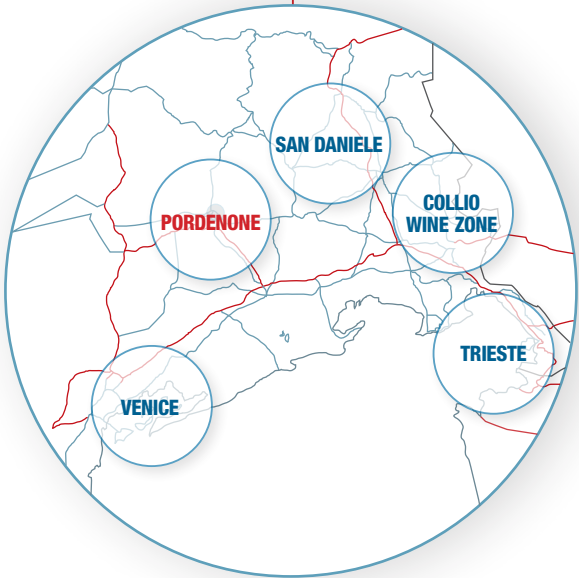 SAN DANIELE
PORDENONE
COLLIO
WINE ZONE
TRIESTE
VENICE